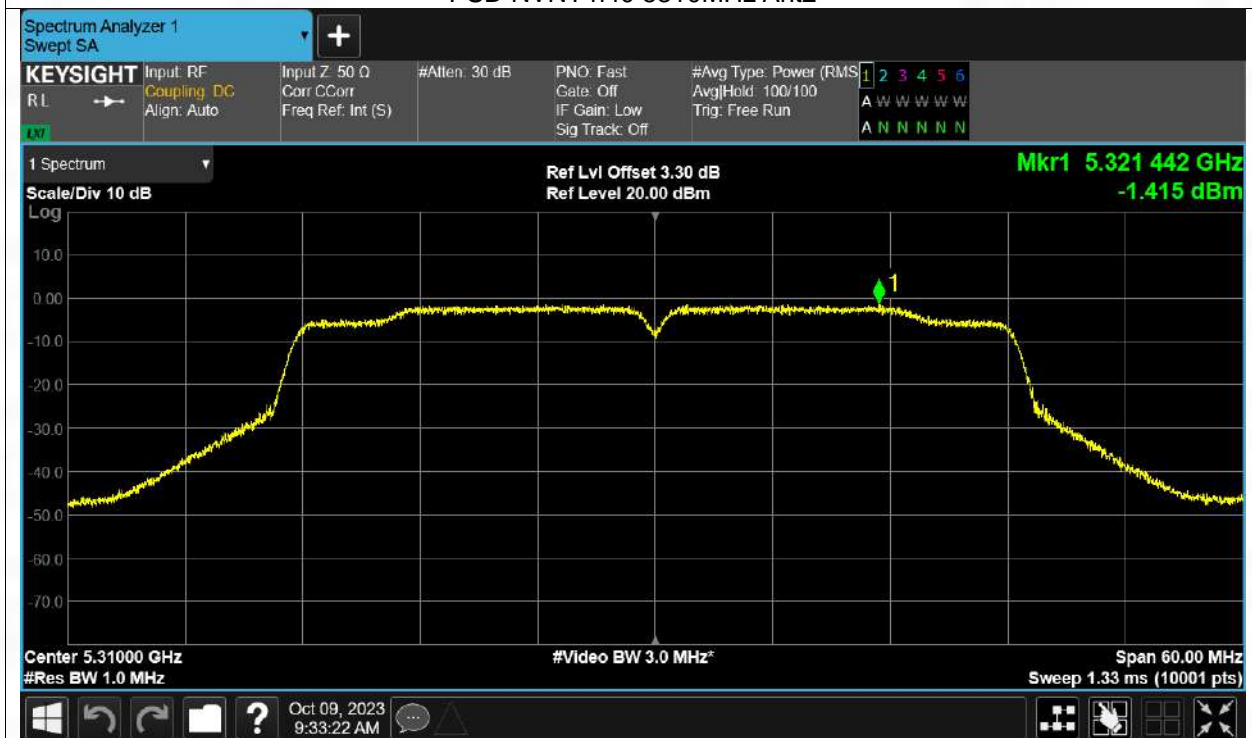 Spectrum Analyzer 1
Swept SA
+
KEYSIGHT
RL
LXI
Input: RF
Coupling: DC
Align: Auto
Input Z: 50 Ω
Corr CCorr
Freq Ref: Int (S)
#Atten: 30 dB
PNO: Fast
Gate: Off
IF Gain: Low
Sig Track: Off
#Avg Type: Power (RMS
Avg|Hold: 100/100
Trig: Free Run
1 2 3 4 5 6
A W W W W W
A N N N N N
1 Spectrum
Scale/Div 10 dB
Log
Ref Lvl Offset 3.30 dB
Ref Level 20.00 dBm
Mkr1 5.321 442 GHz
-1.415 dBm
10.0
0.00
-10.0
-20.0
-30.0
-40.0
-50.0
-60.0
-70.0
1
Center 5.31000 GHz
#Res BW 1.0 MHz
#Video BW 3.0 MHz*
Span 60.00 MHz
Sweep 1.33 ms (10001 pts)
?
Oct 09, 2023
9:33:22 AM